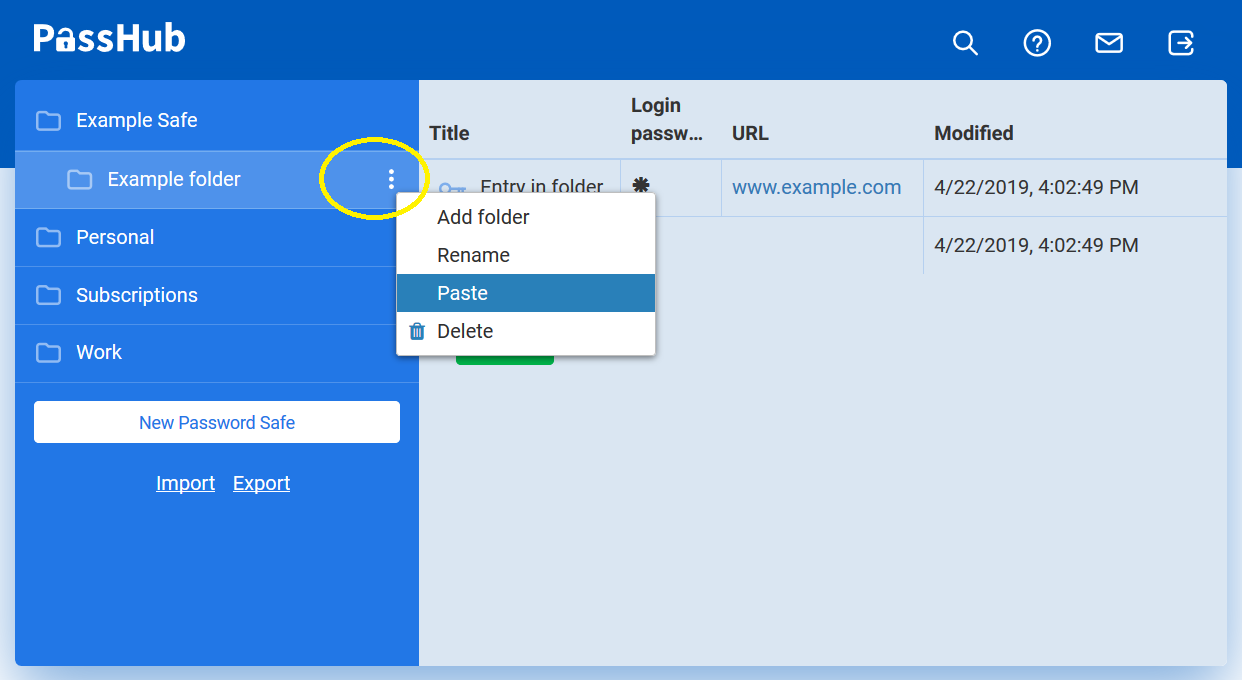 PassHub
Example Safe
Example folder
Personal
Subscriptions
Work
New Password Safe
Import Export
Title
Login
passw...
URL
Modified
Entry in folder
✱
www.example.com
4/22/2019, 4:02:49 PM
4/22/2019, 4:02:49 PM
Add folder
Rename
Paste
Delete